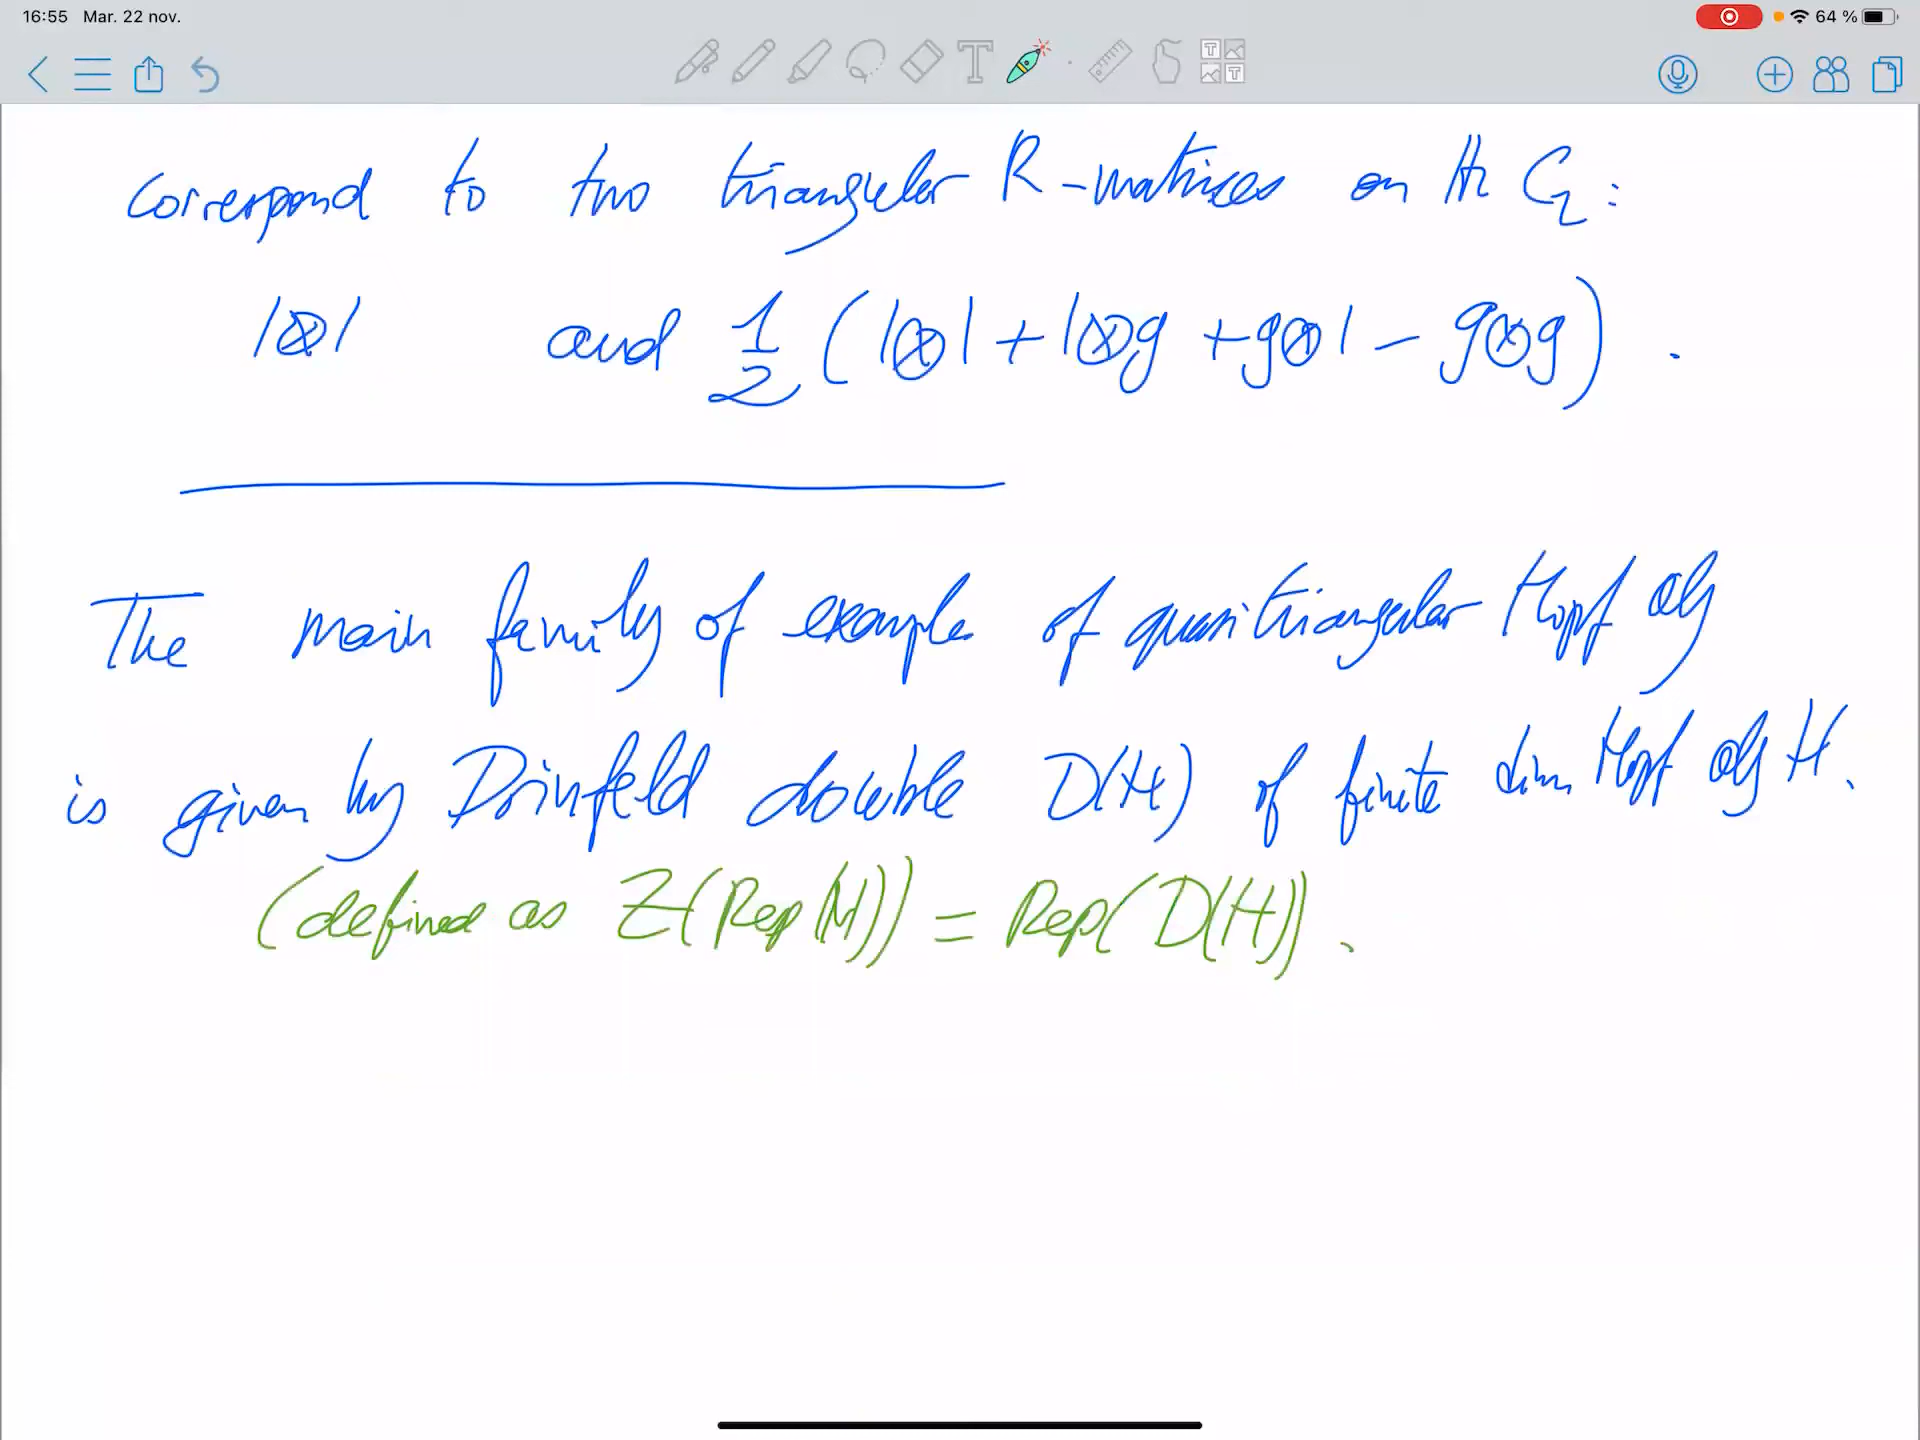 16:55 Mar. 22 nov. 64 %
correspond to two triangular R-matrices on k C₂ :
1⊗1 and 1/2 (1⊗1 + 1⊗g + g⊗1 − g⊗g) .
The main family of example of quasitriangular Hopf alg
is given by Drinfeld double D(H) of finite dim Hopf alg H.
(defined as Z(Rep(H)) = Rep(D(H)) .